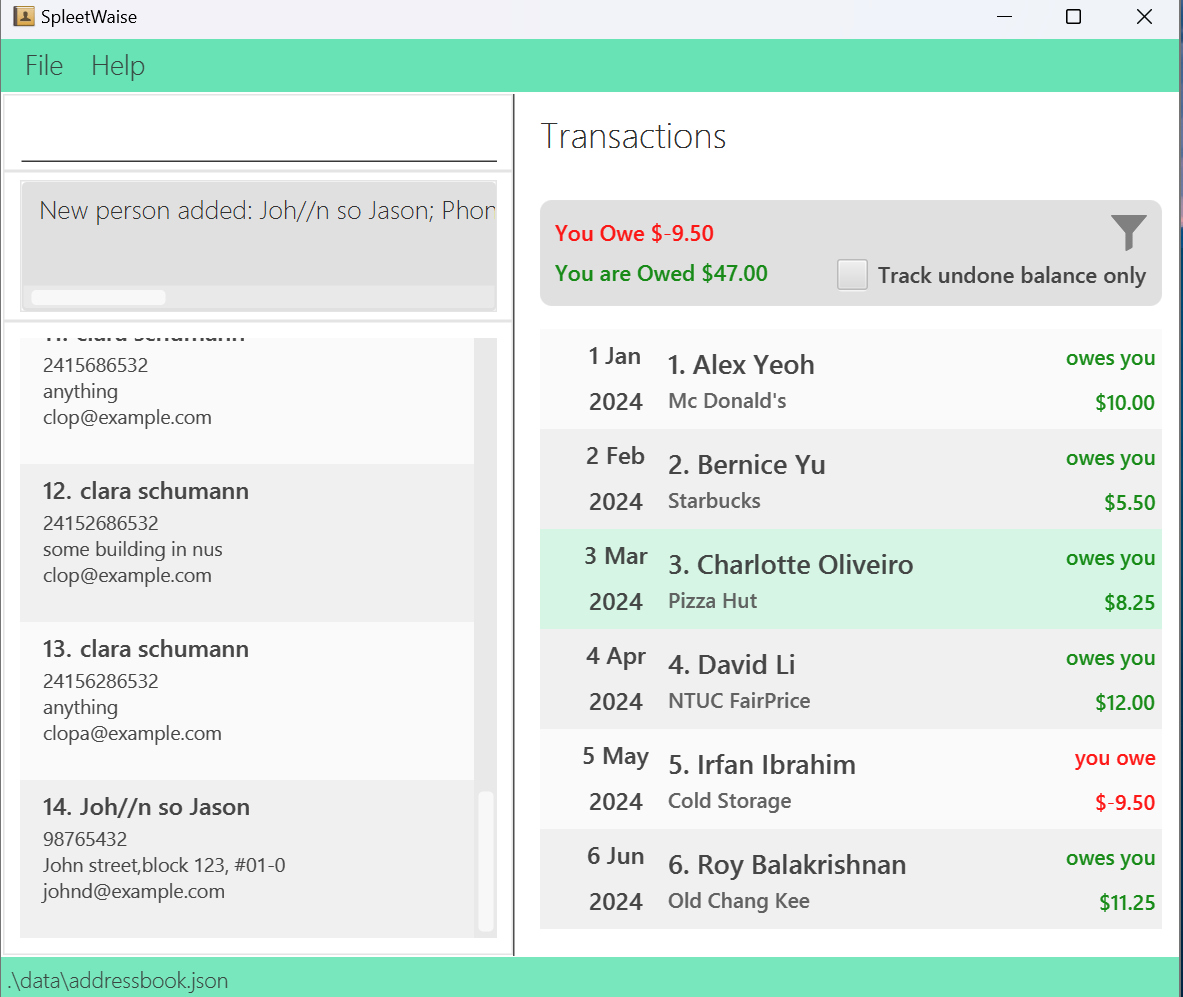 SpleetWaise
File Help
New person added: Joh//n so Jason; Phon
11. clara schumann
2415686532
anything
clop@example.com
12. clara schumann
24152686532
some building in nus
clop@example.com
13. clara schumann
24156286532
anything
clopa@example.com
14. Joh//n so Jason
98765432
John street,block 123, #01-0
johnd@example.com
Transactions
You Owe $-9.50
You are Owed $47.00
Track undone balance only
1 Jan 1. Alex Yeoh owes you
2024 Mc Donald's $10.00
2 Feb 2. Bernice Yu owes you
2024 Starbucks $5.50
3 Mar 3. Charlotte Oliveiro owes you
2024 Pizza Hut $8.25
4 Apr 4. David Li owes you
2024 NTUC FairPrice $12.00
5 May 5. Irfan Ibrahim you owe
2024 Cold Storage $-9.50
6 Jun 6. Roy Balakrishnan owes you
2024 Old Chang Kee $11.25
.\data\addressbook.json